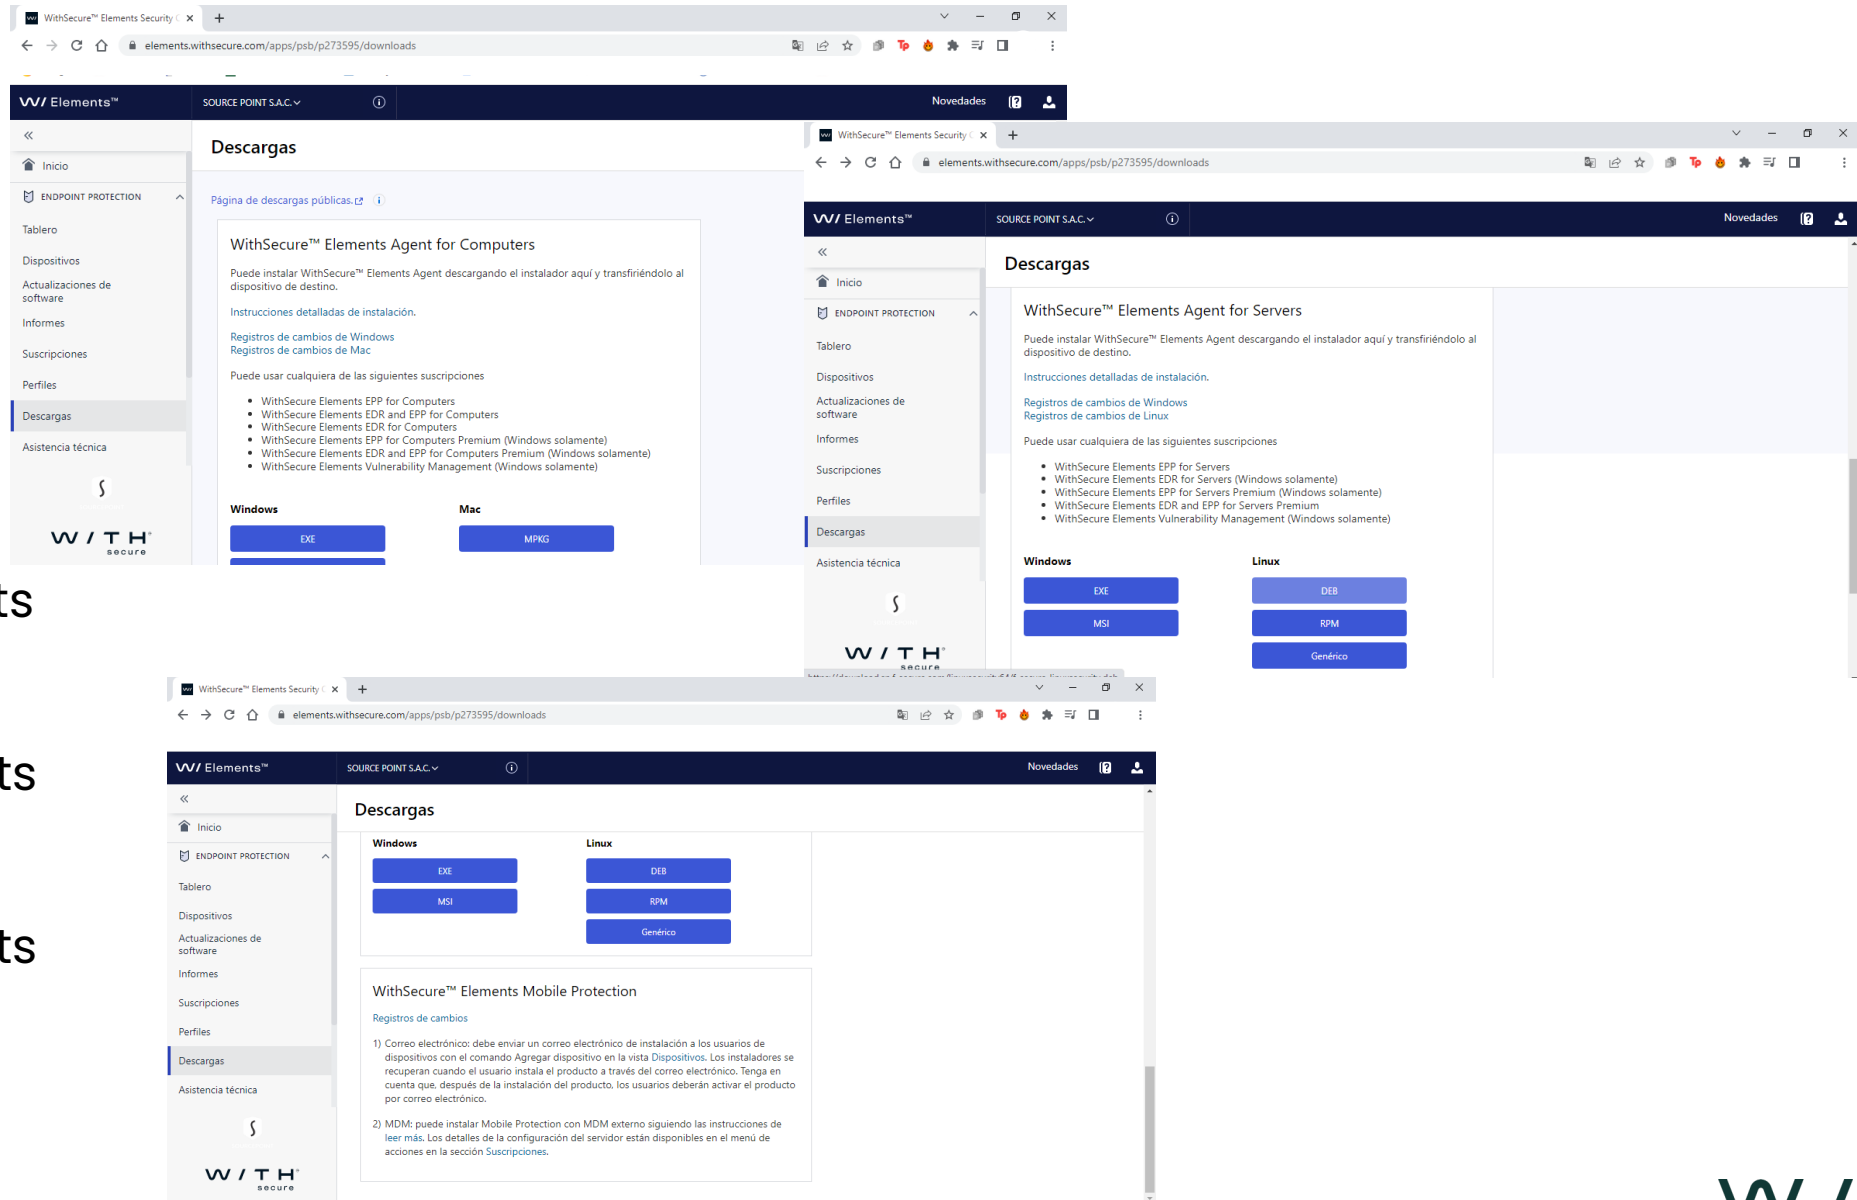 WithSecure™ Elements Security C
elements.withsecure.com/apps/psb/p273595/downloads
W/ Elements™
SOURCE POINT S.A.C.
Novedades
Inicio
ENDPOINT PROTECTION
Tablero
Dispositivos
Actualizaciones de
software
Informes
Suscripciones
Perfiles
Descargas
Asistencia técnica
W/TH
secure
Descargas
Página de descargas públicas.
WithSecure™ Elements Agent for Computers
Puede instalar WithSecure™ Elements Agent descargando el instalador aquí y transfiriéndolo al
dispositivo de destino.
Instrucciones detalladas de instalación.
Registros de cambios de Windows
Registros de cambios de Mac
Puede usar cualquiera de las siguientes suscripciones
• WithSecure Elements EPP for Computers
• WithSecure Elements EDR and EPP for Computers
• WithSecure Elements EDR for Computers
• WithSecure Elements EPP for Computers Premium (Windows solamente)
• WithSecure Elements EDR and EPP for Computers Premium (Windows solamente)
• WithSecure Elements Vulnerability Management (Windows solamente)
Windows
Mac
EXE
MPKG
WithSecure™ Elements Security C
elements.withsecure.com/apps/psb/p273595/downloads
W/ Elements™
SOURCE POINT S.A.C.
Novedades
Inicio
ENDPOINT PROTECTION
Tablero
Dispositivos
Actualizaciones de
software
Informes
Suscripciones
Perfiles
Descargas
Asistencia técnica
W/TH
secure
Descargas
WithSecure™ Elements Agent for Servers
Puede instalar WithSecure™ Elements Agent descargando el instalador aquí y transfiriéndolo al
dispositivo de destino.
Instrucciones detalladas de instalación.
Registros de cambios de Windows
Registros de cambios de Linux
Puede usar cualquiera de las siguientes suscripciones
• WithSecure Elements EPP for Servers
• WithSecure Elements EDR for Servers (Windows solamente)
• WithSecure Elements EPP for Servers Premium (Windows solamente)
• WithSecure Elements EDR and EPP for Servers Premium
• WithSecure Elements Vulnerability Management (Windows solamente)
Windows
Linux
EXE
DEB
MSI
RPM
Genérico
ts
ts
ts
WithSecure™ Elements Security C
elements.withsecure.com/apps/psb/p273595/downloads
W/ Elements™
SOURCE POINT S.A.C.
Novedades
Inicio
ENDPOINT PROTECTION
Tablero
Dispositivos
Actualizaciones de
software
Informes
Suscripciones
Perfiles
Descargas
Asistencia técnica
W/TH
secure
Descargas
Windows
Linux
EXE
DEB
MSI
RPM
Genérico
WithSecure™ Elements Mobile Protection
Registros de cambios
1) Correo electrónico: debe enviar un correo electrónico de instalación a los usuarios de
dispositivos con el comando Agregar dispositivo en la vista Dispositivos. Los instaladores se
recuperan cuando el usuario instala el producto a través del correo electrónico. Tenga en
cuenta que, después de la instalación del producto, los usuarios deberán activar el producto
por correo electrónico.
2) MDM: puede instalar Mobile Protection con MDM externo siguiendo las instrucciones de
leer más. Los detalles de la configuración del servidor están disponibles en el menú de
acciones en la sección Suscripciones.